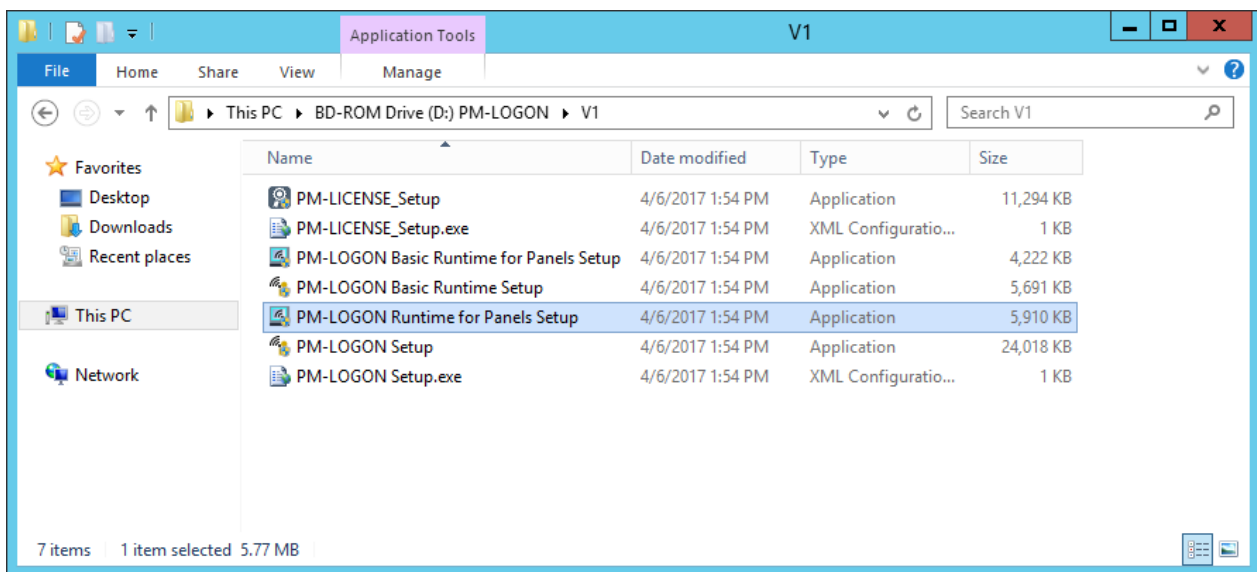 Application Tools V1
File Home Share View Manage
This PC BD-ROM Drive (D:) PM-LOGON V1 Search V1
Favorites
Desktop
Downloads
Recent places
This PC
Network
Name Date modified Type Size
PM-LICENSE_Setup 4/6/2017 1:54 PM Application 11,294 KB
PM-LICENSE_Setup.exe 4/6/2017 1:54 PM XML Configuratio... 1 KB
PM-LOGON Basic Runtime for Panels Setup 4/6/2017 1:54 PM Application 4,222 KB
PM-LOGON Basic Runtime Setup 4/6/2017 1:54 PM Application 5,691 KB
PM-LOGON Runtime for Panels Setup 4/6/2017 1:54 PM Application 5,910 KB
PM-LOGON Setup 4/6/2017 1:54 PM Application 24,018 KB
PM-LOGON Setup.exe 4/6/2017 1:54 PM XML Configuratio... 1 KB
7 items 1 item selected 5.77 MB